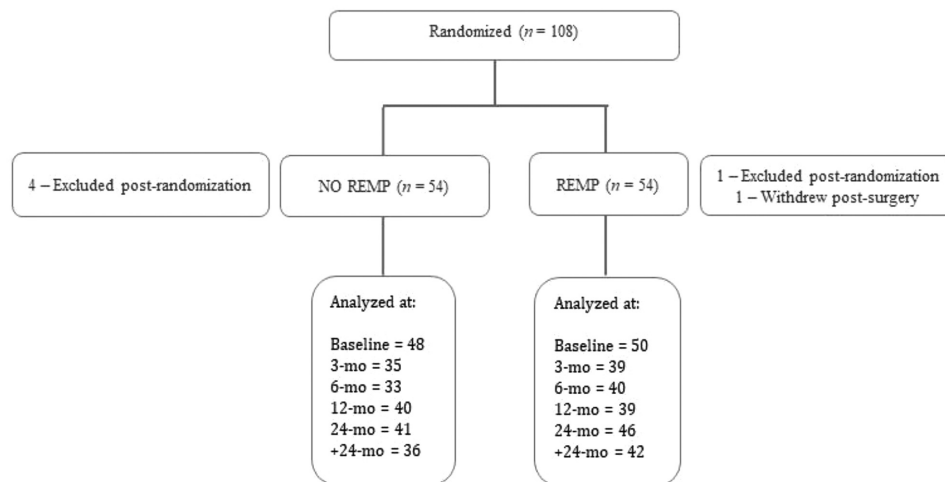 Randomized (n = 108)
4 – Excluded post-randomization
NO REMP (n = 54)
REMP (n = 54)
1 – Excluded post-randomization
1 – Withdrew post-surgery
Analyzed at:
Baseline = 48
3-mo = 35
6-mo = 33
12-mo = 40
24-mo = 41
+24-mo = 36
Analyzed at:
Baseline = 50
3-mo = 39
6-mo = 40
12-mo = 39
24-mo = 46
+24-mo = 42